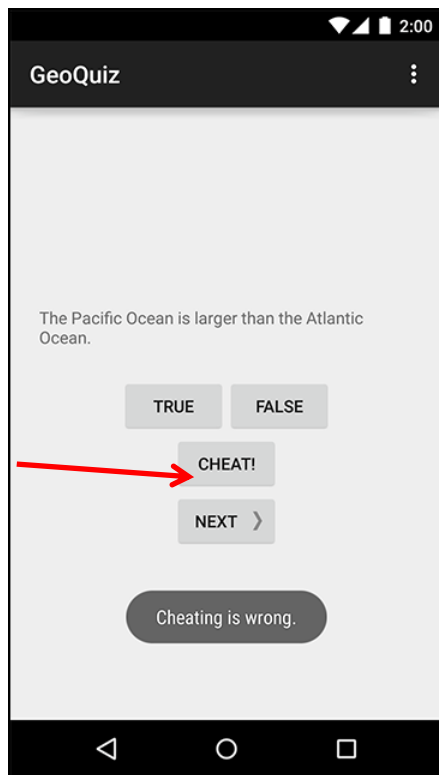 2:00
GeoQuiz
The Pacific Ocean is larger than the Atlantic
Ocean.
TRUE FALSE
CHEAT!
NEXT
Cheating is wrong.